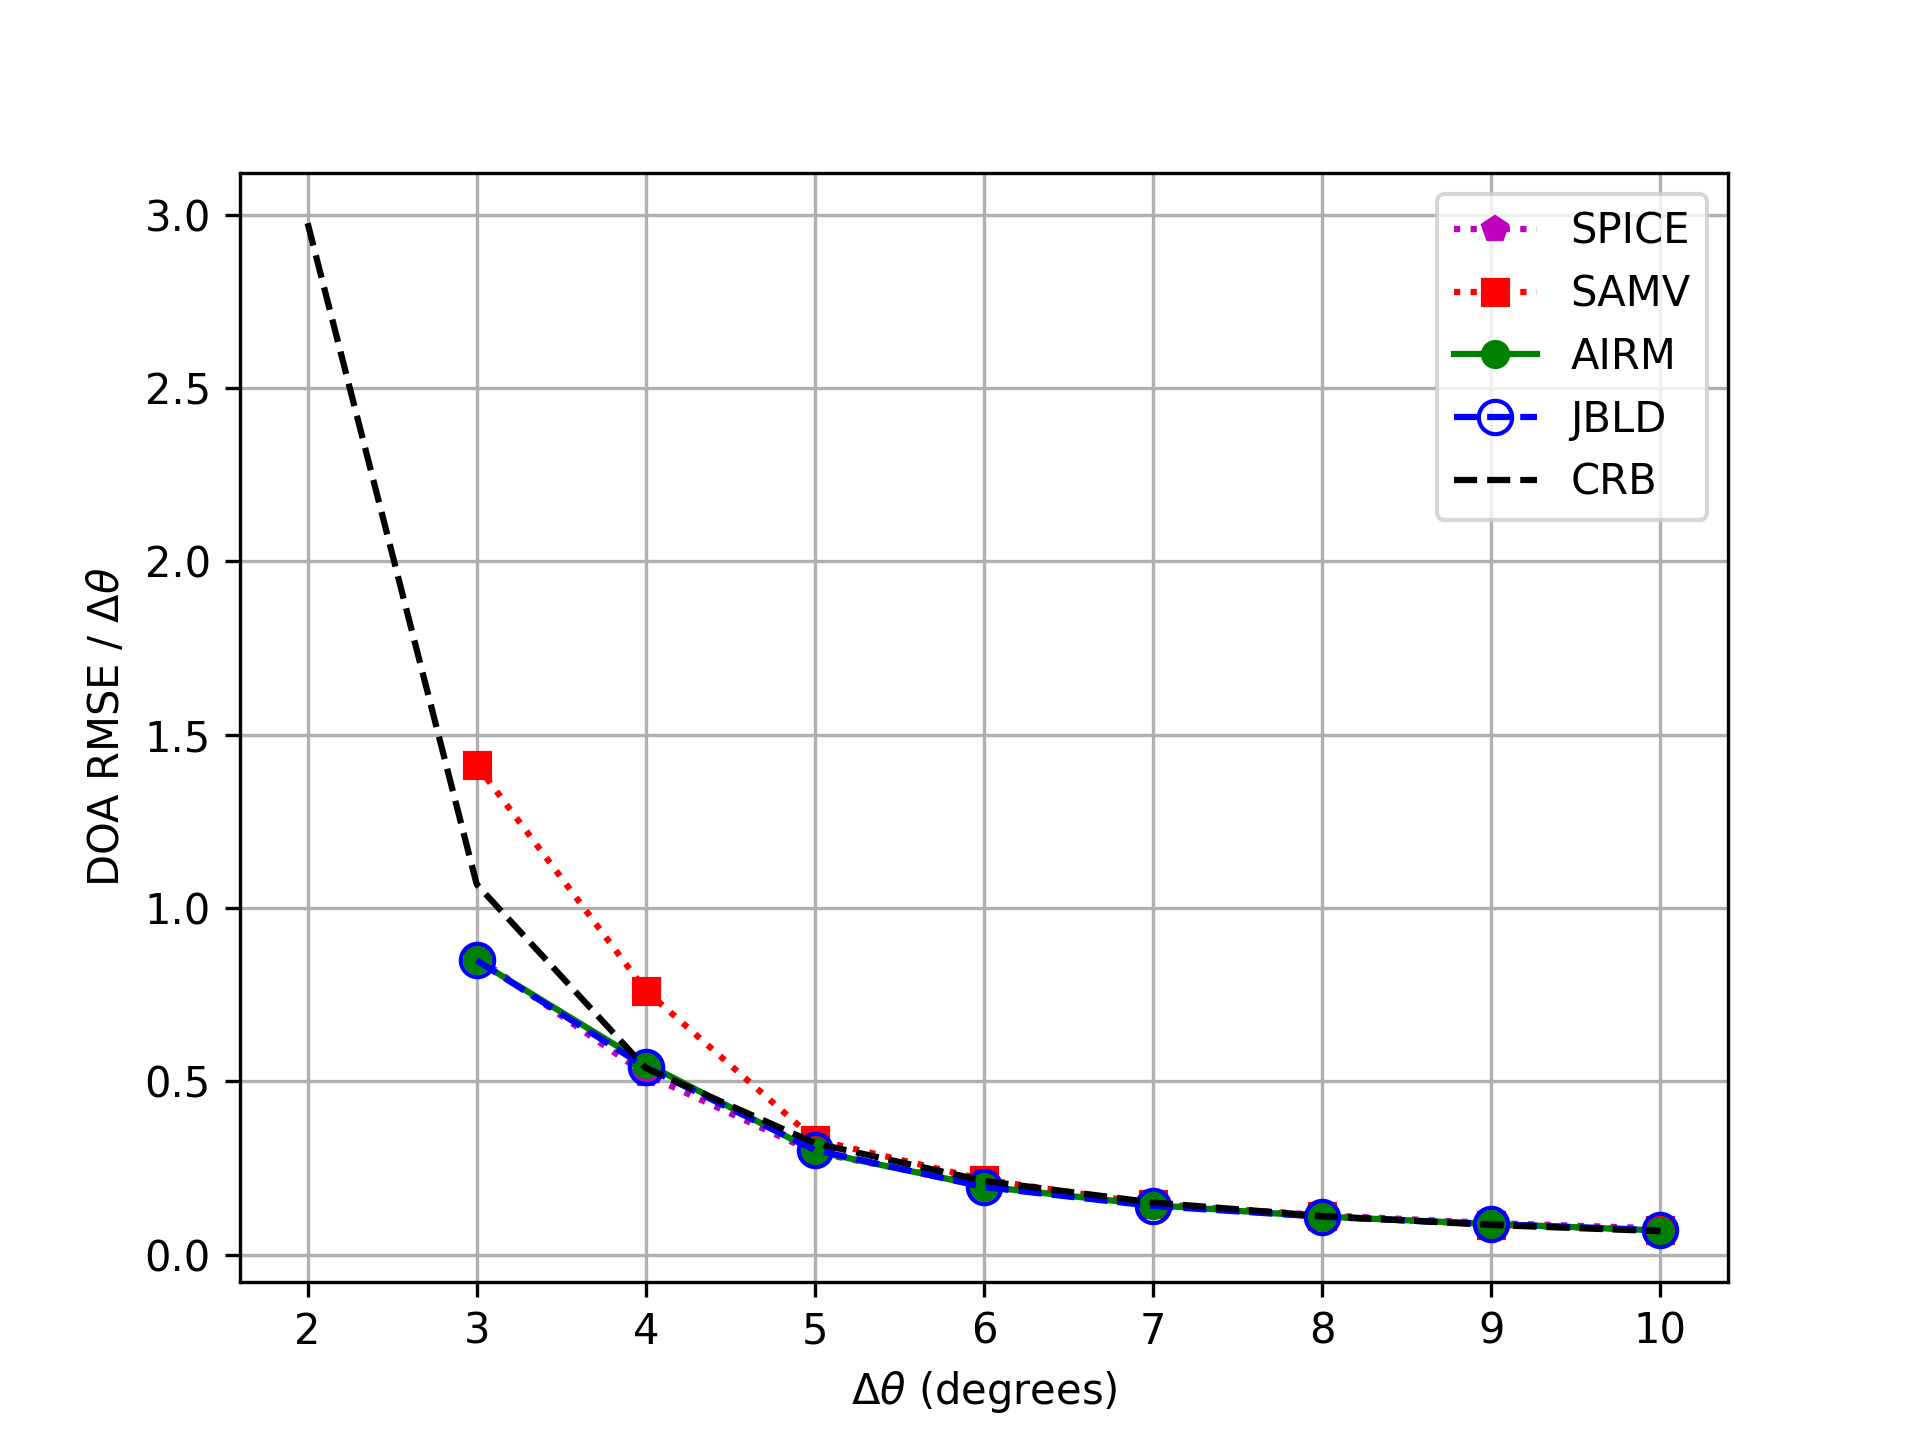 3.0
2.5
2.0
1.5
1.0
0.5
0.0
DOA RMSE / Δθ
SPICE
SAMV
AIRM
JBLD
CRB
2 3 4 5 6 7 8 9 10
Δθ (degrees)